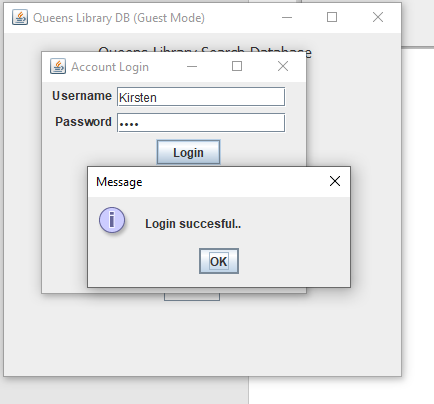 Queens Library DB (Guest Mode)
Queens Library Search Database
Account Login
Username Kirsten
Password ••••
Login
Message
Login succesful..
OK